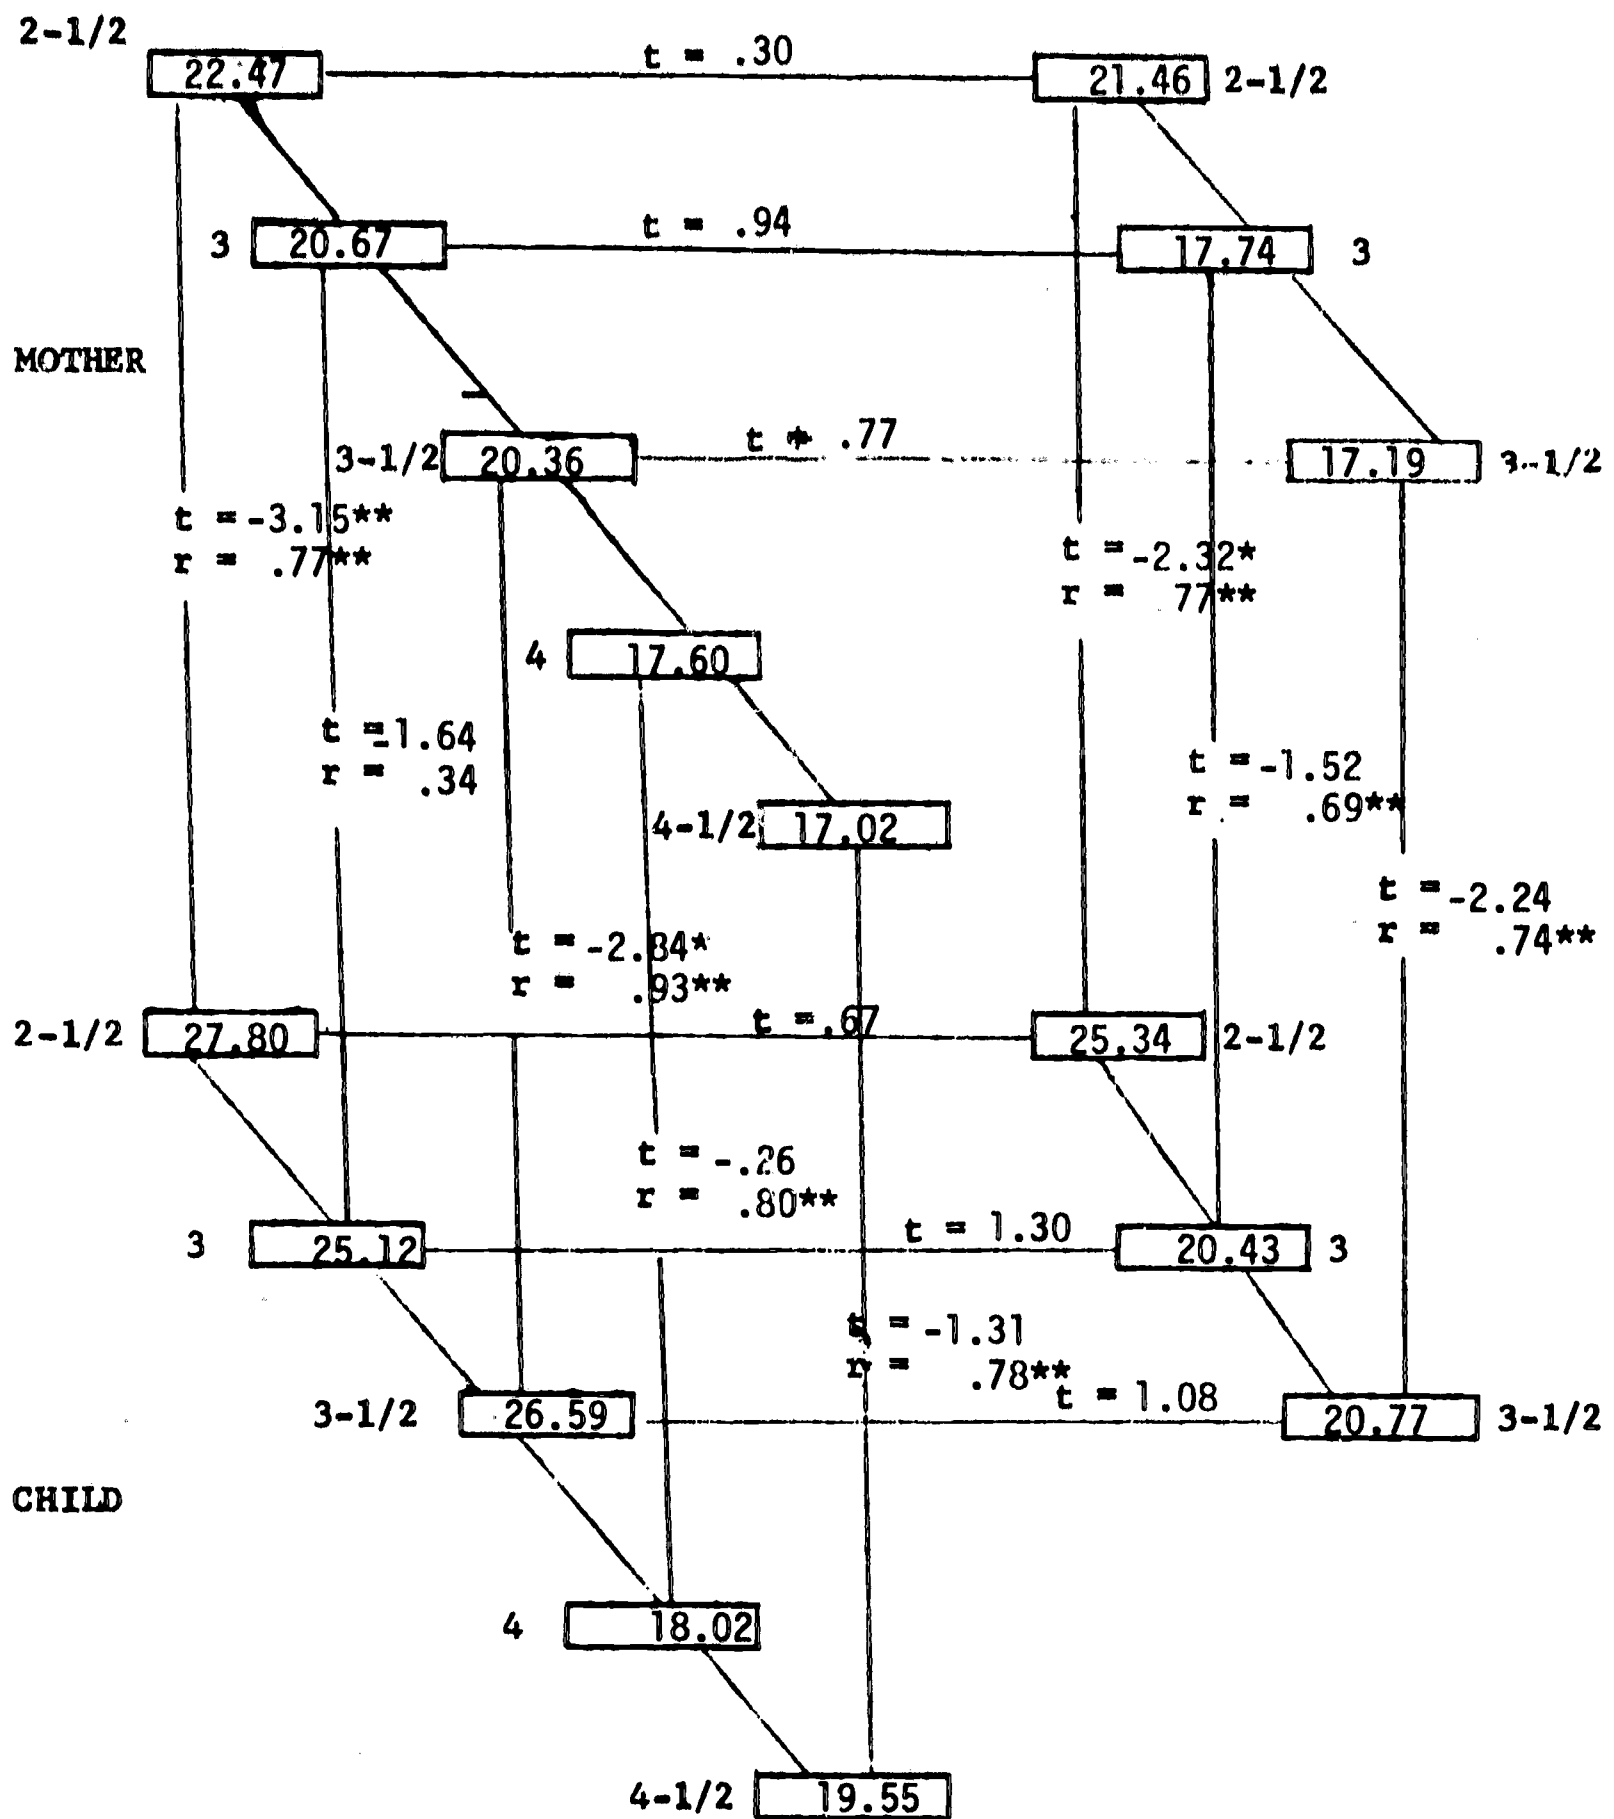 2-1/2
22.47
t = .30
21.46 2-1/2
3 20.67
t = .94
17.74 3
MOTHER
3-1/2 20.36
t = .77
17.19 3-1/2
t = -3.15**
r = .77**
t = -2.32*
r = 77**
4 17.60
t = -1.64
r = .34
t = -1.52
r = .69**
4-1/2 17.02
t = -2.24
r = .74**
t = -2.84*
r = .93**
2-1/2 27.80
t = .67
25.34 2-1/2
t = -.26
r = .80**
3 25.12
t = 1.30
20.43 3
t = -1.31
r = .78**
3-1/2 26.59
t = 1.08
20.77 3-1/2
CHILD
4 18.02
4-1/2 19.55